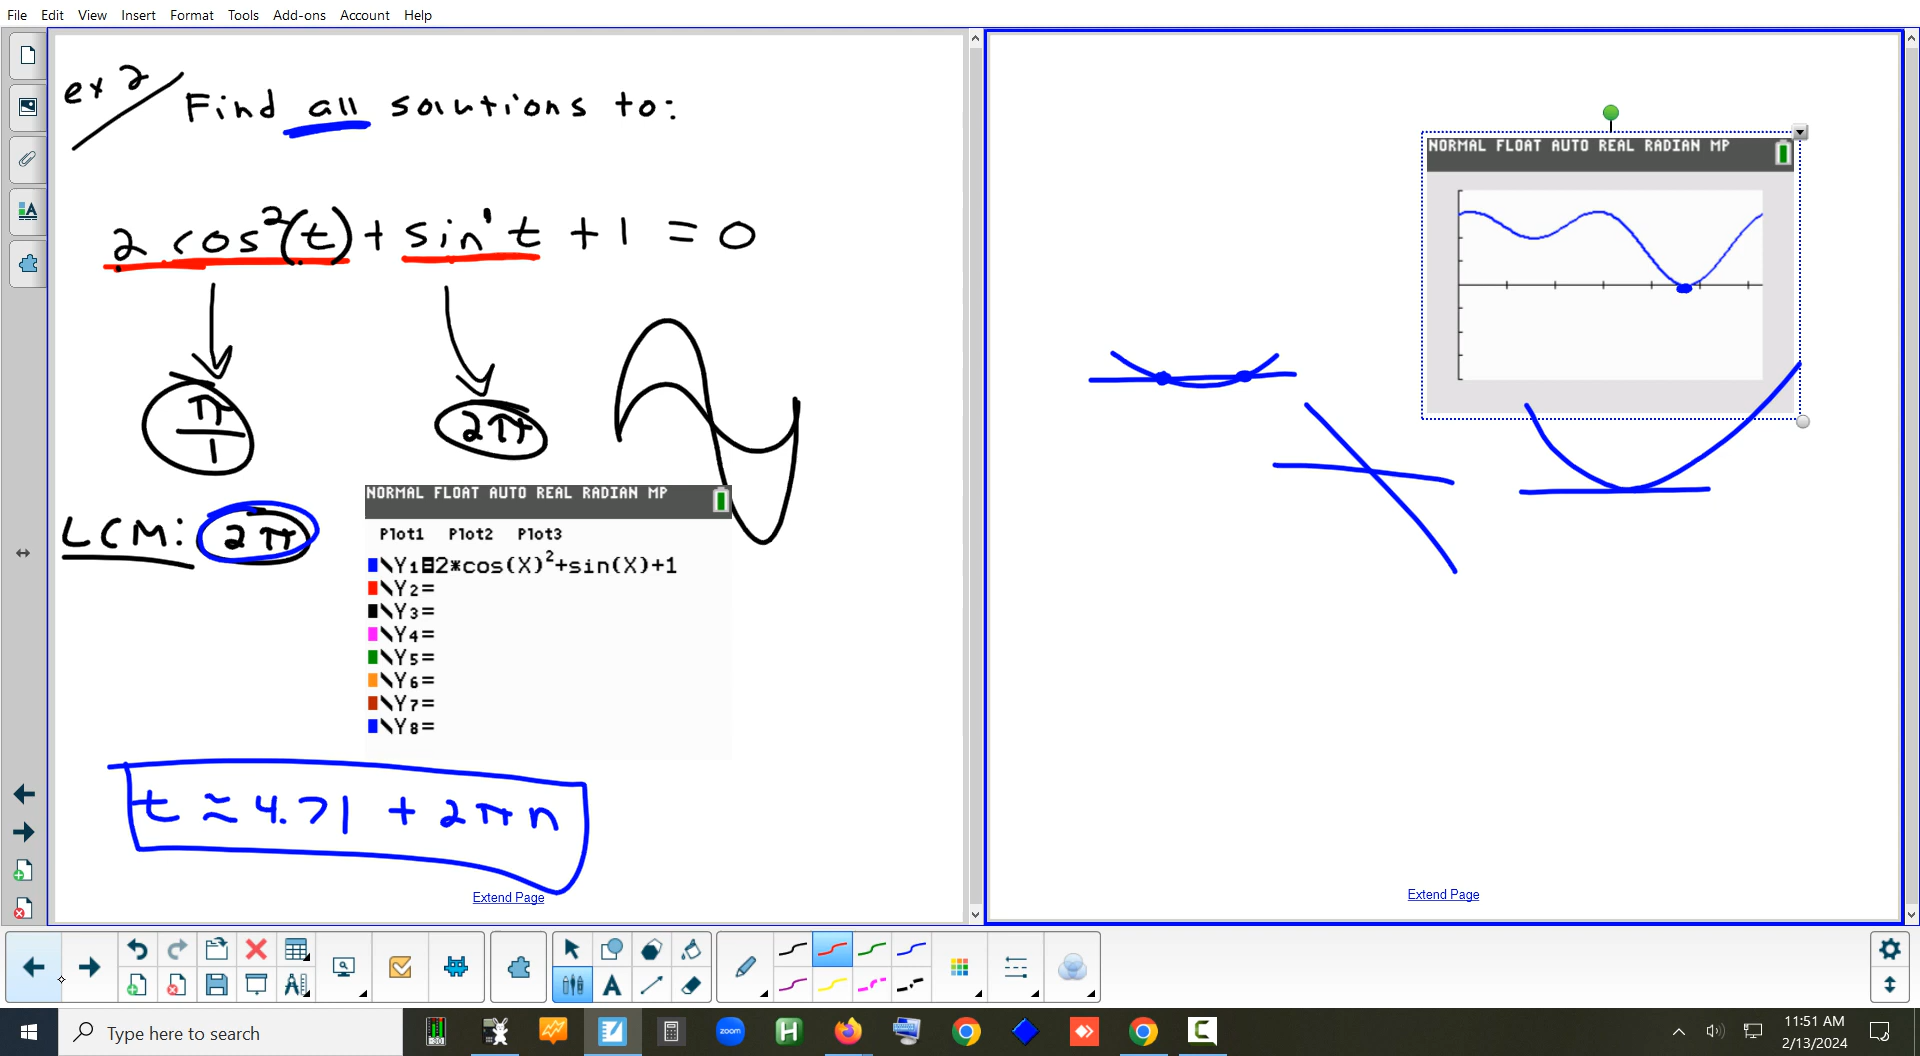 File Edit View Insert Format Tools Add-ons Account Help
ex 2 Find all solutions to:
2 cos²(t) + sin't + 1 = 0
π/1
2π
LCM: 2π
NORMAL FLOAT AUTO REAL RADIAN MP
Plot1 Plot2 Plot3
\Y1=2*cos(X)²+sin(X)+1
\Y2=
\Y3=
\Y4=
\Y5=
\Y6=
\Y7=
\Y8=
t ≈ 4.71 + 2πn
Extend Page
NORMAL FLOAT AUTO REAL RADIAN MP
Extend Page
Type here to search
zoom
11:51 AM
2/13/2024